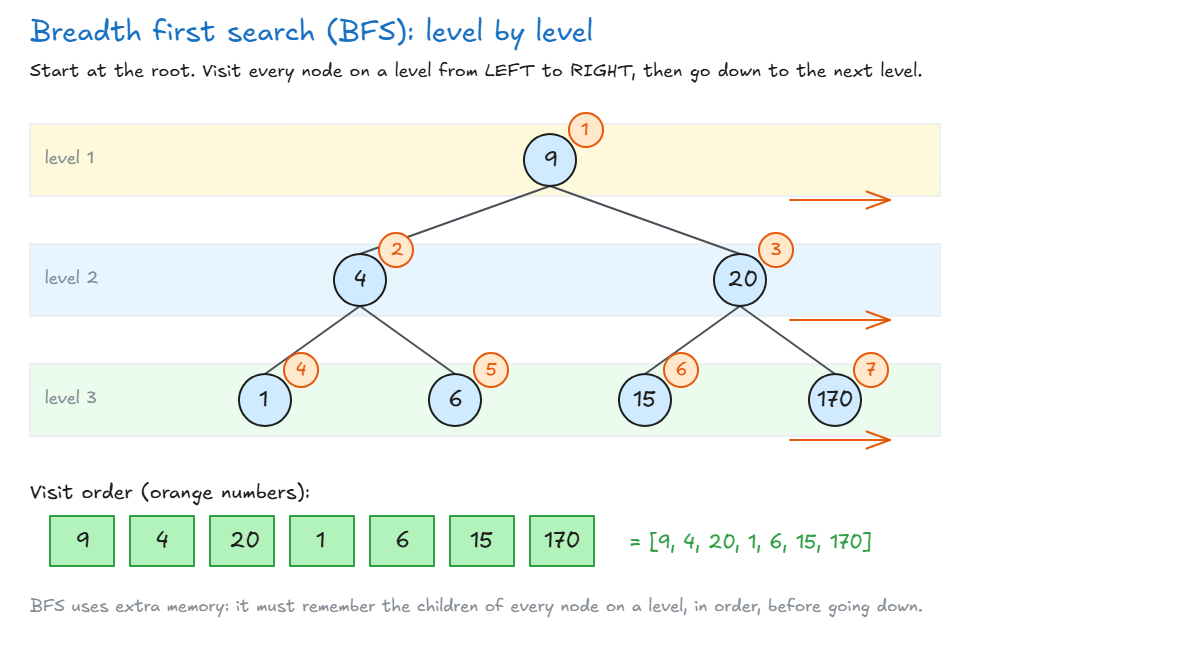 Breadth first search (BFS): level by level
Start at the root. Visit every node on a level from LEFT to RIGHT, then go down to the next level.
level 1
9
1
level 2
4
2
20
3
level 3
1
4
6
5
15
6
170
7
Visit order (orange numbers):
9 4 20 1 6 15 170 = [9, 4, 20, 1, 6, 15, 170]
BFS uses extra memory: it must remember the children of every node on a level, in order, before going down.